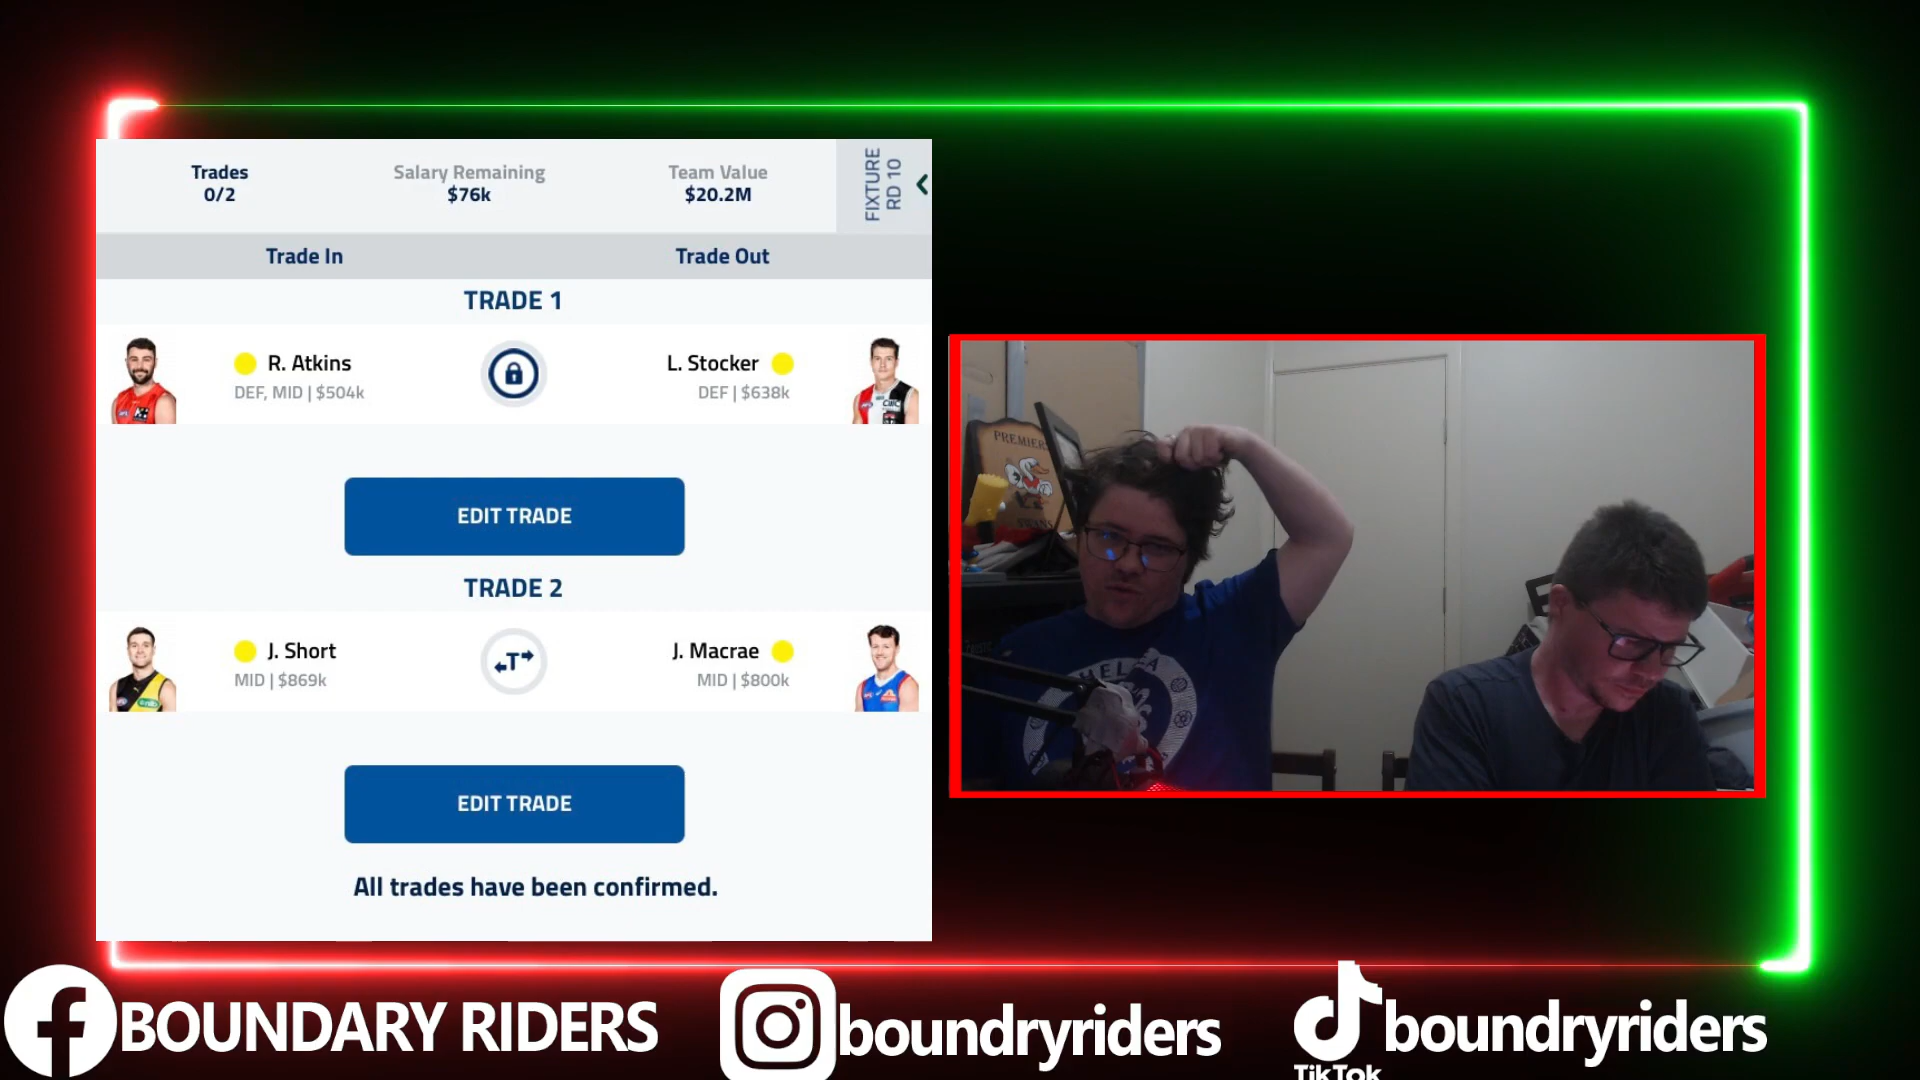 Trades
0/2
Salary Remaining
$76k
Team Value
$20.2M
FIXTURE
RD 10
Trade In
Trade Out
TRADE 1
R. Atkins
DEF, MID | $504k
L. Stocker
DEF | $638k
EDIT TRADE
TRADE 2
J. Short
MID | $869k
T
J. Macrae
MID | $800k
EDIT TRADE
All trades have been confirmed.
PREMIER
SWANS
BOUNDARY RIDERS
boundryriders
TikTok
boundryriders